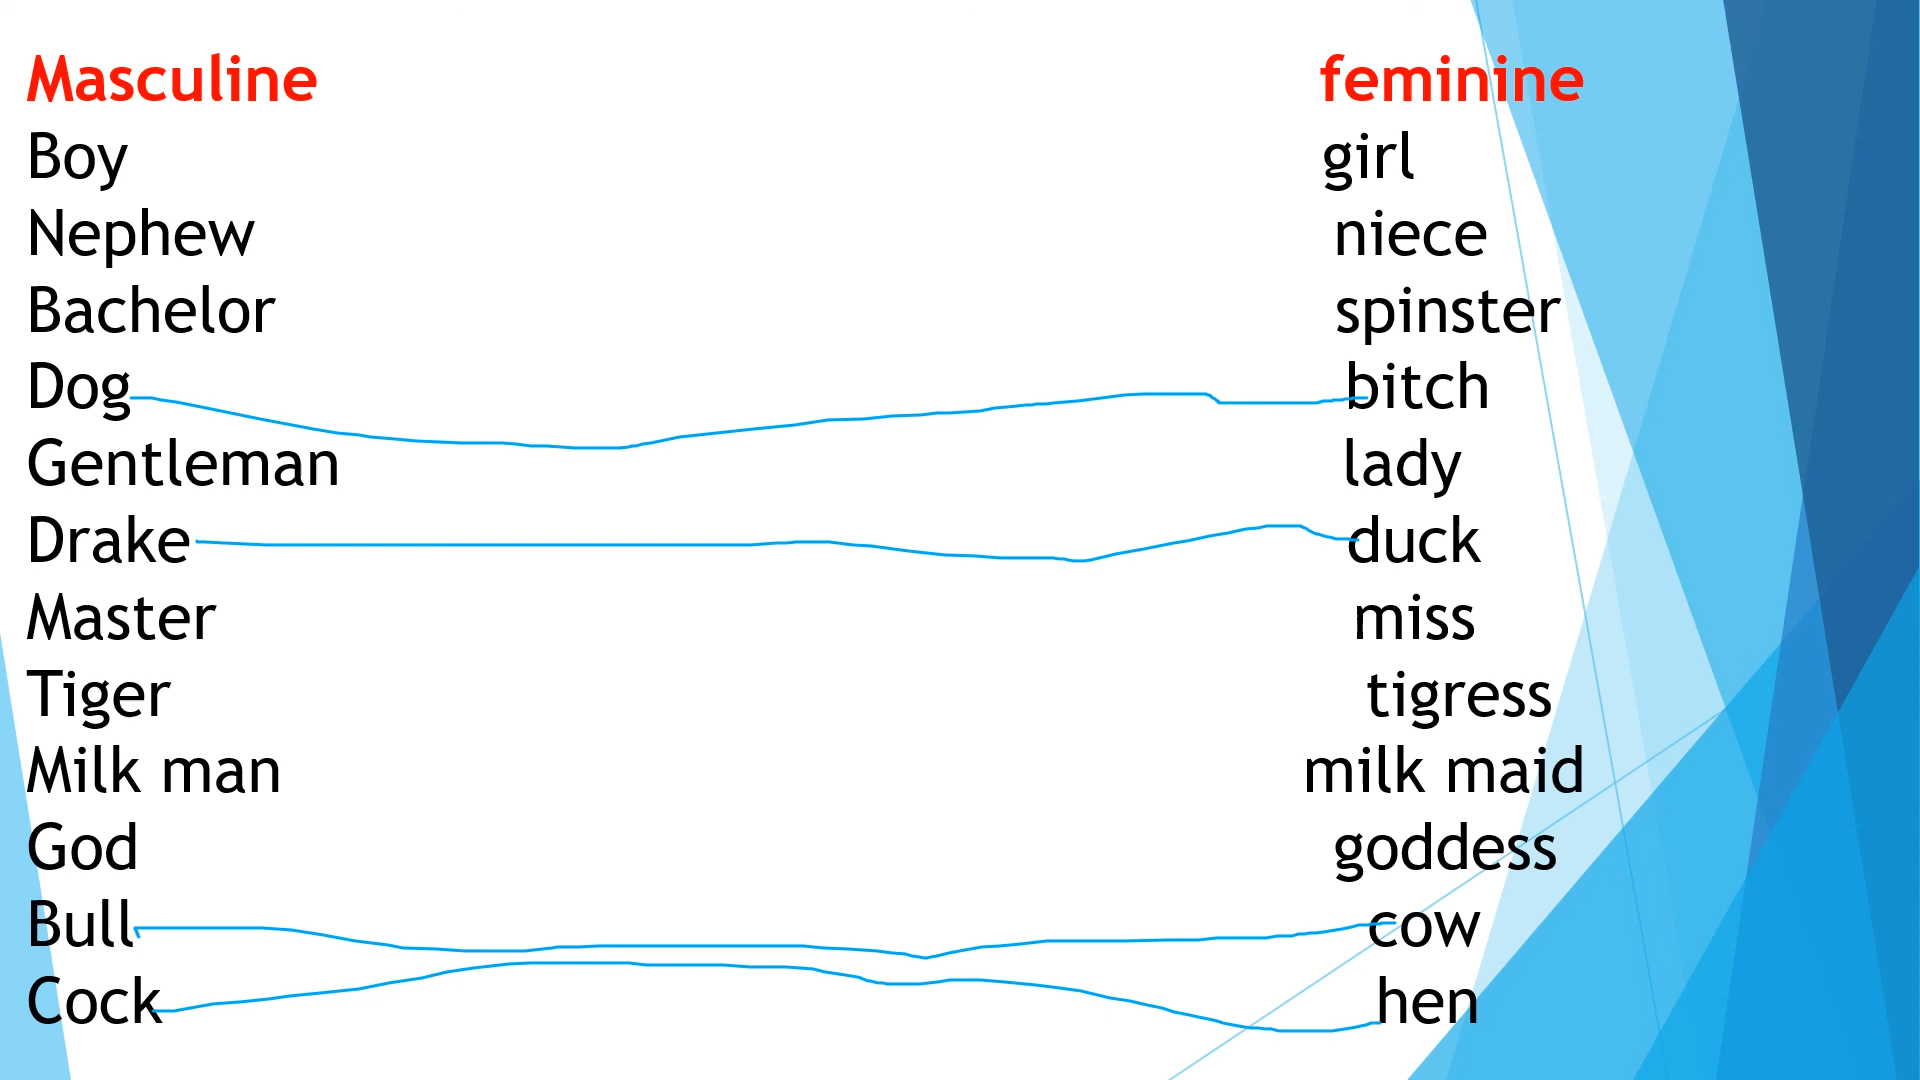 Masculine feminine
Boy girl
Nephew niece
Bachelor spinster
Dog bitch
Gentleman lady
Drake duck
Master miss
Tiger tigress
Milk man milk maid
God goddess
Bull cow
Cock hen